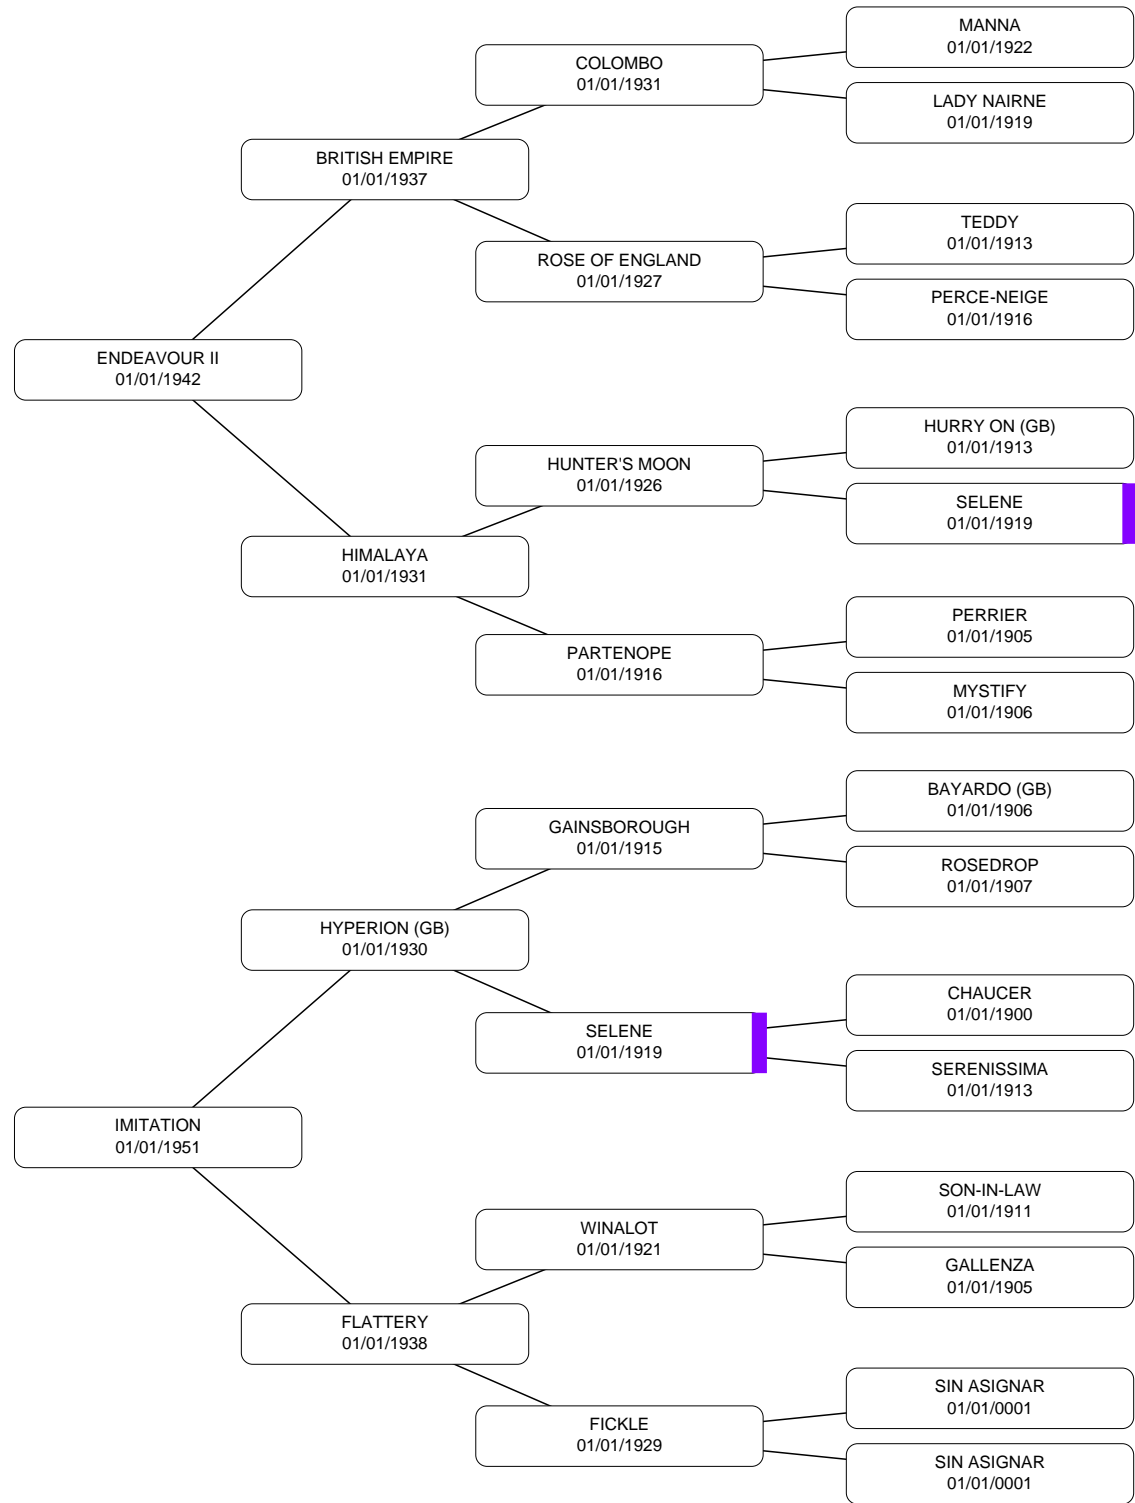 MANNA
01/01/1922
COLOMBO
01/01/1931
LADY NAIRNE
01/01/1919
BRITISH EMPIRE
01/01/1937
TEDDY
01/01/1913
ROSE OF ENGLAND
01/01/1927
PERCE-NEIGE
01/01/1916
ENDEAVOUR II
01/01/1942
HURRY ON (GB)
01/01/1913
HUNTER'S MOON
01/01/1926
SELENE
01/01/1919
HIMALAYA
01/01/1931
PERRIER
01/01/1905
PARTENOPE
01/01/1916
MYSTIFY
01/01/1906
BAYARDO (GB)
01/01/1906
GAINSBOROUGH
01/01/1915
ROSEDROP
01/01/1907
HYPERION (GB)
01/01/1930
CHAUCER
01/01/1900
SELENE
01/01/1919
SERENISSIMA
01/01/1913
IMITATION
01/01/1951
SON-IN-LAW
01/01/1911
WINALOT
01/01/1921
GALLENZA
01/01/1905
FLATTERY
01/01/1938
SIN ASIGNAR
01/01/0001
FICKLE
01/01/1929
SIN ASIGNAR
01/01/0001